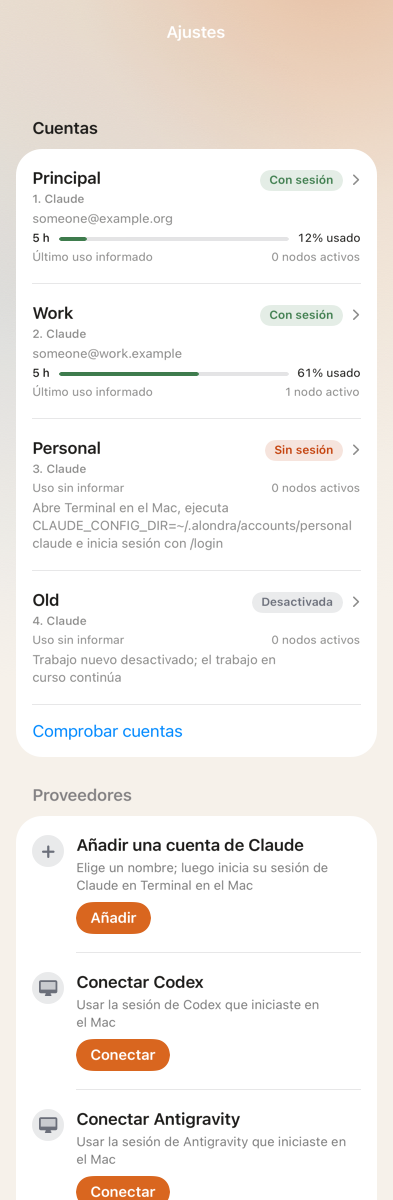 Ajustes
Cuentas
Principal
Con sesión
1. Claude
someone@example.org
5 h
12% usado
Último uso informado
0 nodos activos
Work
Con sesión
2. Claude
someone@work.example
5 h
61% usado
Último uso informado
1 nodo activo
Personal
Sin sesión
3. Claude
Uso sin informar
0 nodos activos
Abre Terminal en el Mac, ejecuta
CLAUDE_CONFIG_DIR=~/.alondra/accounts/personal
claude e inicia sesión con /login
Old
Desactivada
4. Claude
Uso sin informar
0 nodos activos
Trabajo nuevo desactivado; el trabajo en
curso continúa
Comprobar cuentas
Proveedores
Añadir una cuenta de Claude
Elige un nombre; luego inicia su sesión de
Claude en Terminal en el Mac
Añadir
Conectar Codex
Usar la sesión de Codex que iniciaste en
el Mac
Conectar
Conectar Antigravity
Usar la sesión de Antigravity que iniciaste en
el Mac
Conectar